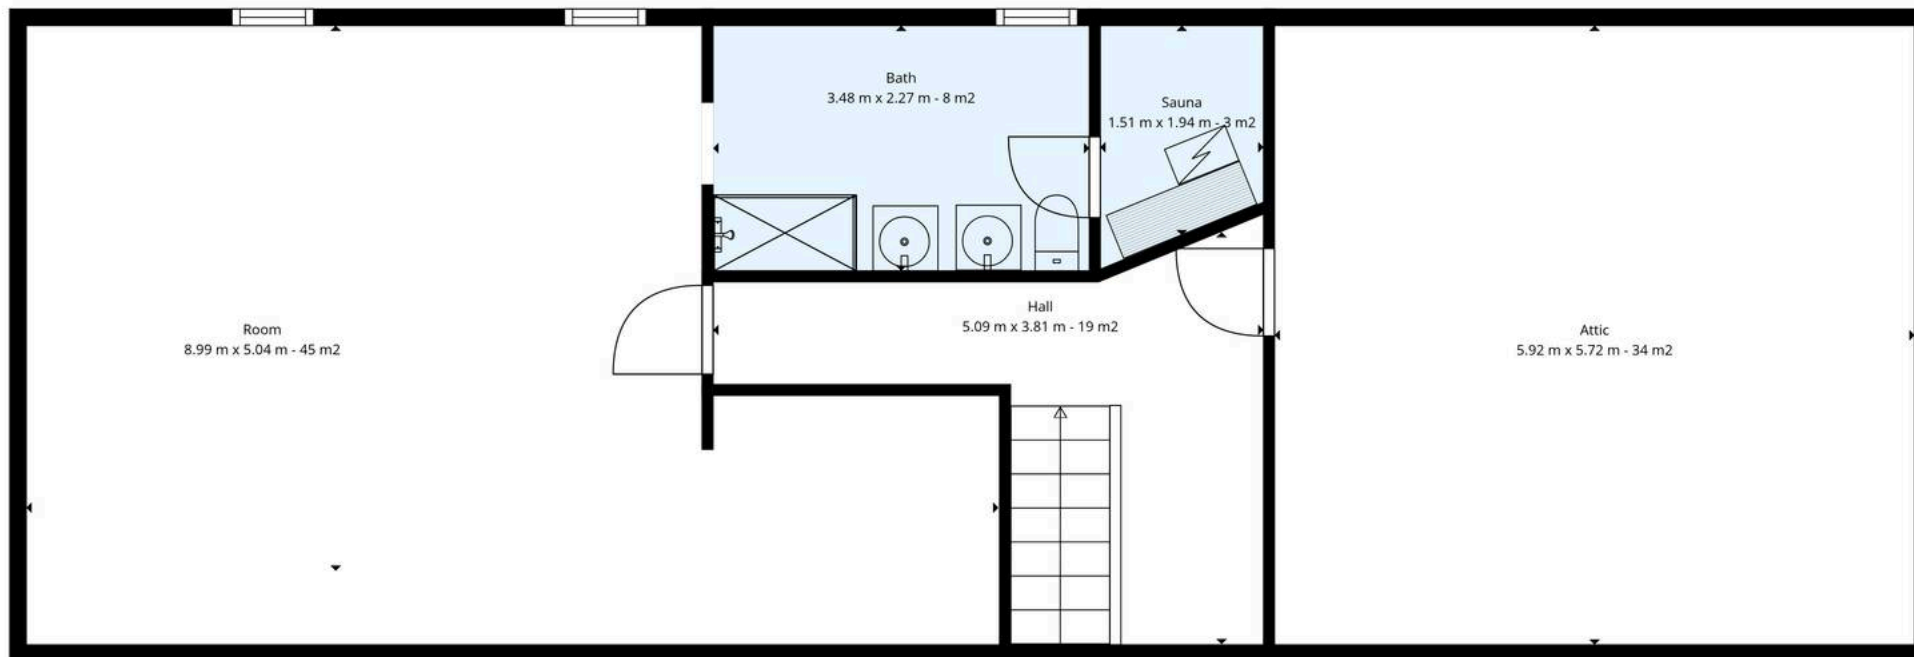 Bath
3.48 m x 2.27 m - 8 m2
Sauna
1.51 m x 1.94 m - 3 m2
Hall
5.09 m x 3.81 m - 19 m2
Room
8.99 m x 5.04 m - 45 m2
Attic
5.92 m x 5.72 m - 34 m2